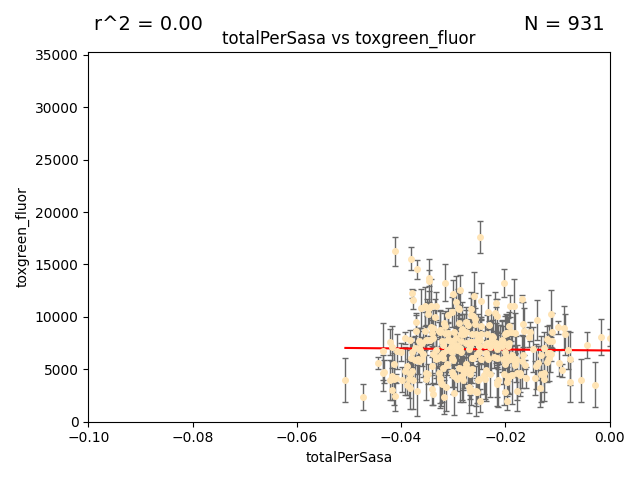 r^2 = 0.00
N = 931
totalPerSasa vs toxgreen_fluor
35000
30000
25000
20000
15000
10000
5000
0
toxgreen_fluor
−0.10
−0.08
−0.06
−0.04
−0.02
0.00
totalPerSasa